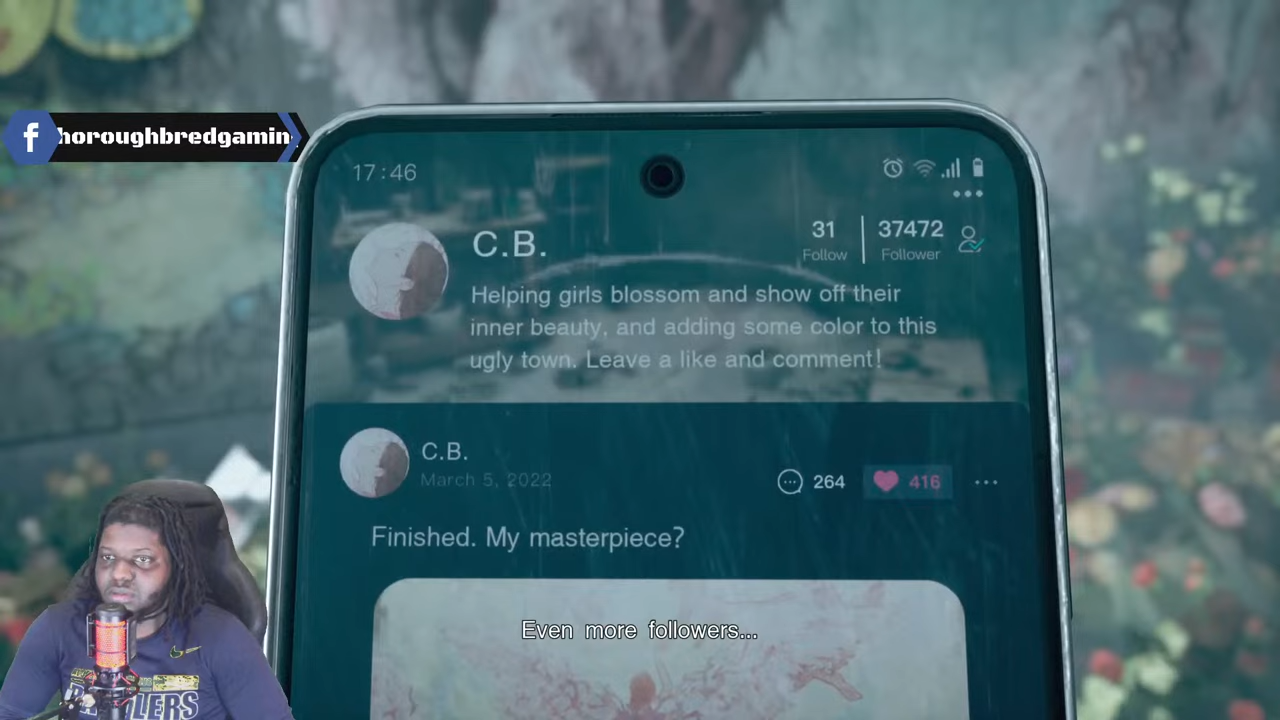 horoughbredgamin
17:46
C.B.
31
Follow
37472
Follower
Helping girls blossom and show off their
inner beauty, and adding some color to this
ugly town. Leave a like and comment!
C.B.
March 5, 2022
264
416
Finished. My masterpiece?
Even more followers...